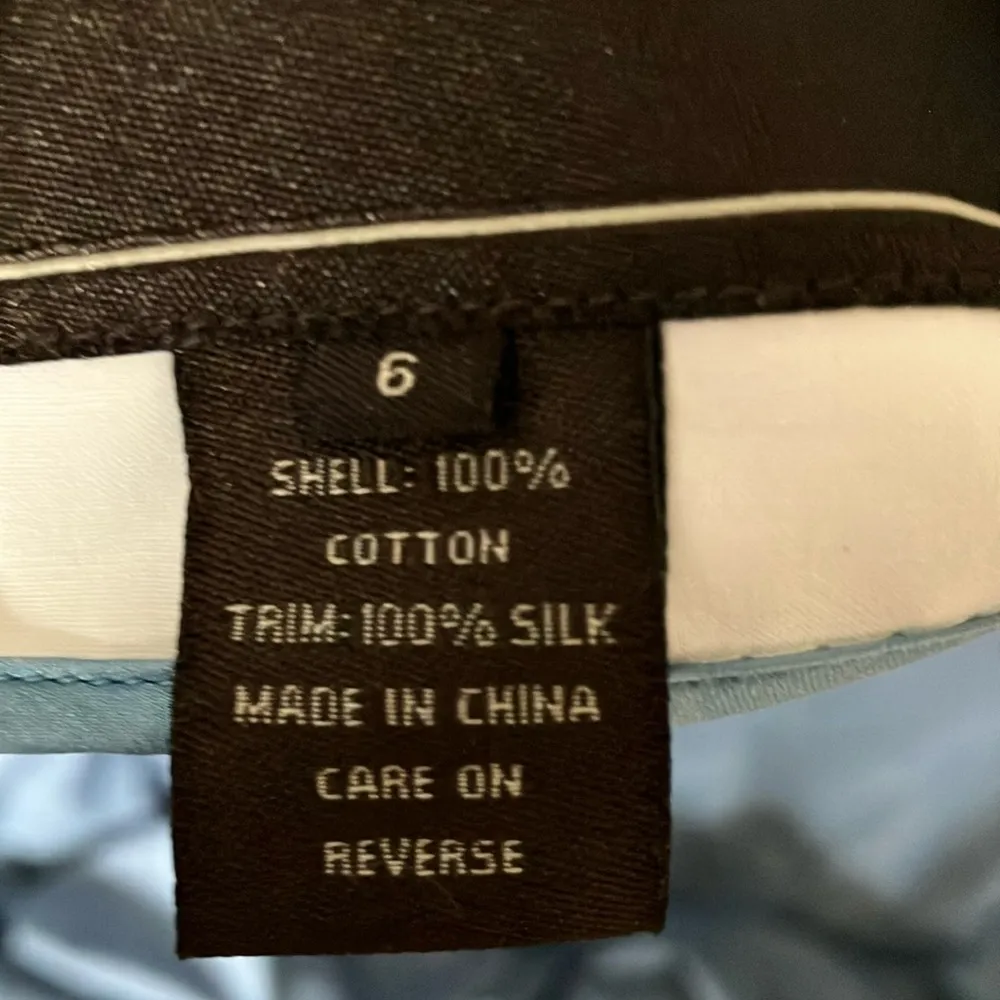 6
SHELL: 100%
COTTON
TRIM: 100% SILK
MADE IN CHINA
CARE ON
REVERSE